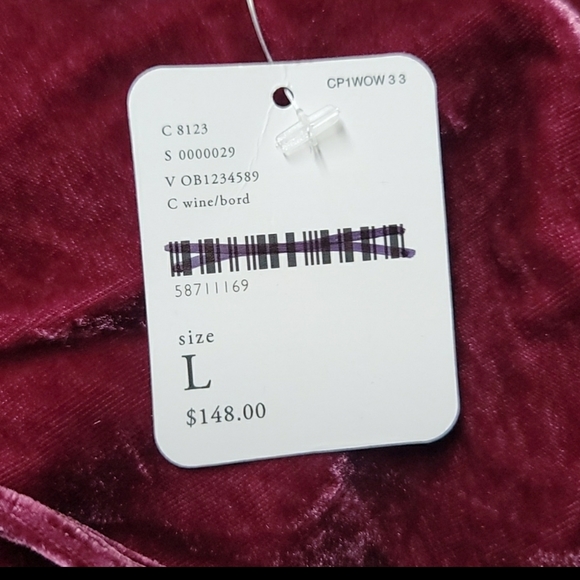 CP1WOW 3 3
C 8123
S 0000029
V OB1234589
C wine/bord
58711169
size
L
$148.00